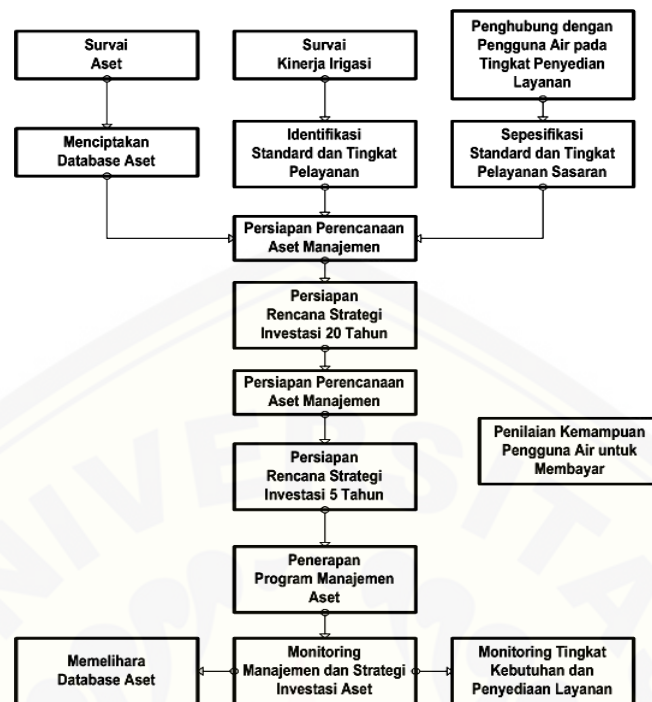 Survai
Aset
Survai
Kinerja Irigasi
Penghubung dengan
Pengguna Air pada
Tingkat Penyedian
Layanan
Menciptakan
Database Aset
Identifikasi
Standard dan Tingkat
Pelayanan
Sepesifikasi
Standard dan Tingkat
Pelayanan Sasaran
Persiapan Perencanaan
Aset Manajemen
Persiapan
Rencana Strategi
Investasi 20 Tahun
Persiapan Perencanaan
Aset Manajemen
Penilaian Kemampuan
Pengguna Air untuk
Membayar
Persiapan
Rencana Strategi
Investasi 5 Tahun
Penerapan
Program Manajemen
Aset
Memelihara
Database Aset
Monitoring
Manajemen dan Strategi
Investasi Aset
Monitoring Tingkat
Kebutuhan dan
Penyediaan Layanan
UNIVERSITA